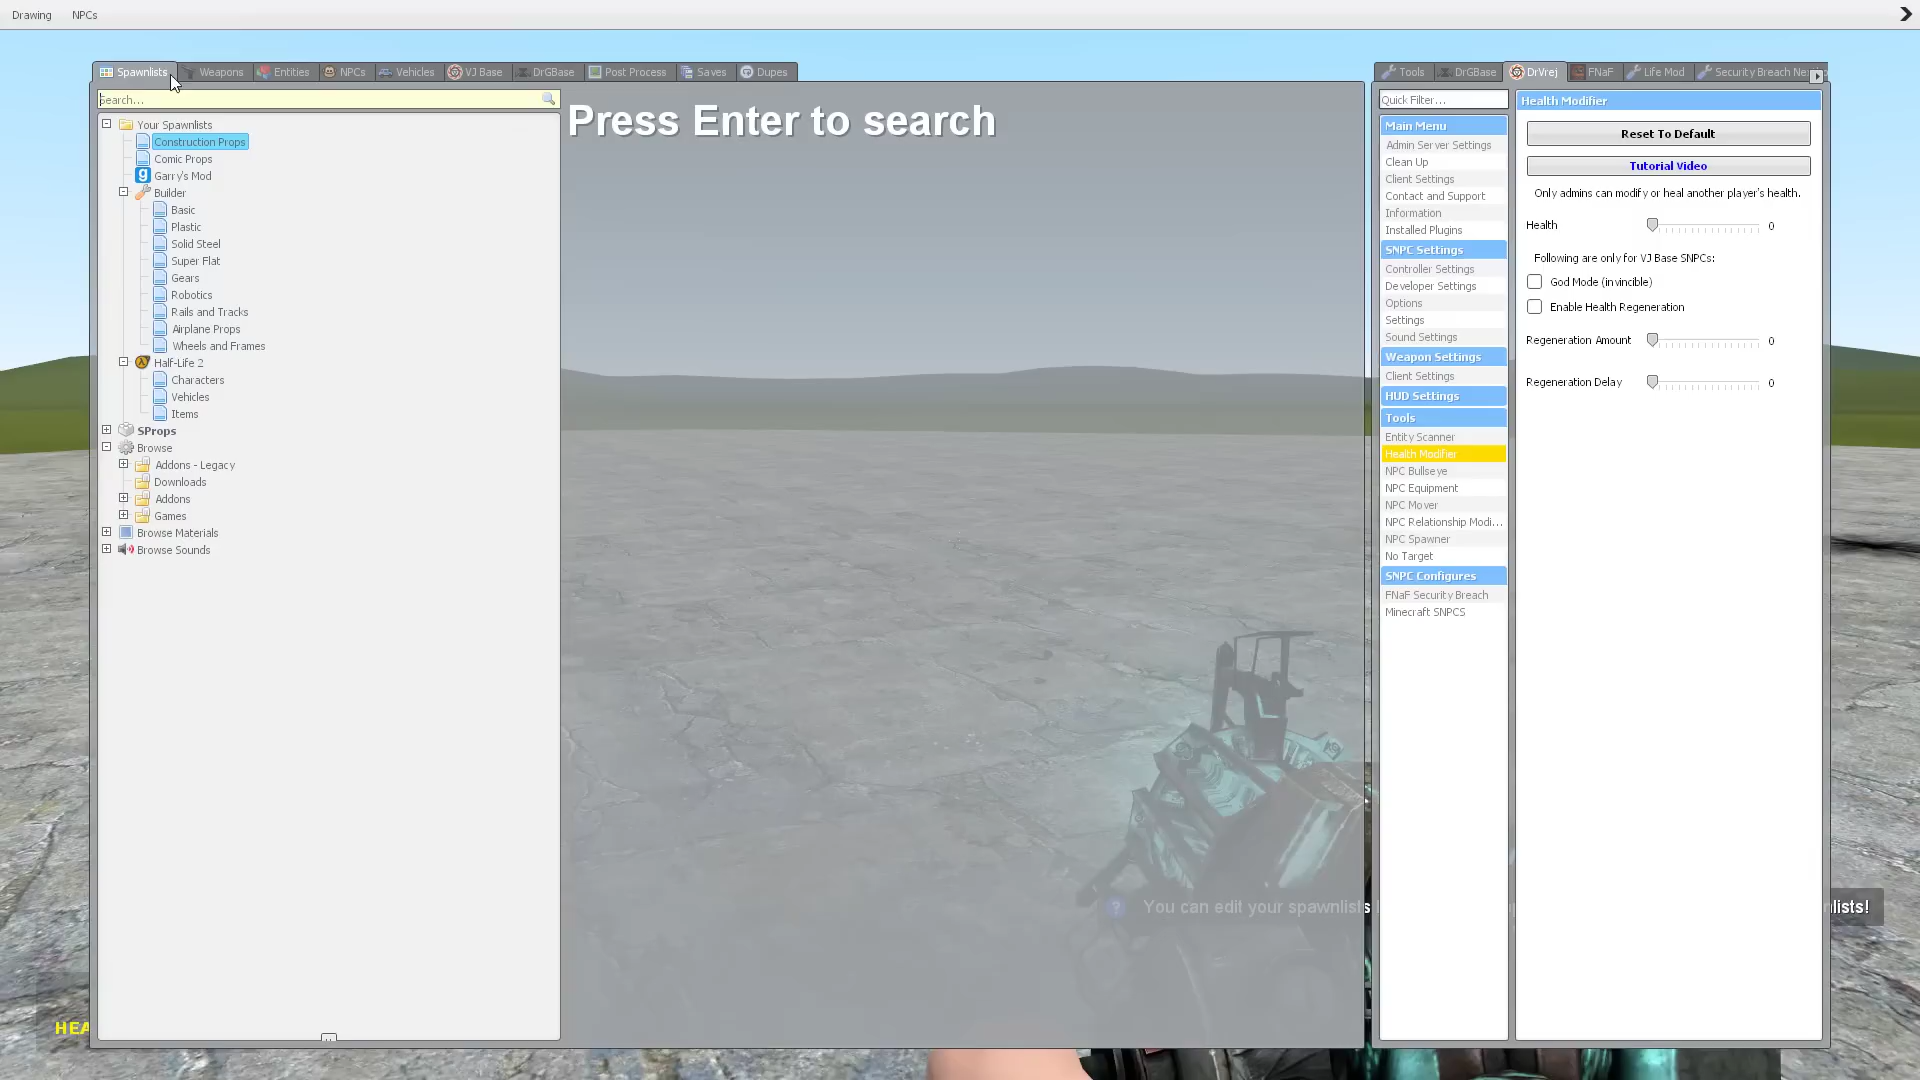 Drawing NPCs
Spawnlists Weapons Entities NPCs Vehicles VJ Base DrGBase Post Process Saves Dupes
Search...
Press Enter to search
Your Spawnlists
Construction Props
Comic Props
Garry's Mod
Builder
Basic
Plastic
Solid Steel
Super Flat
Gears
Robotics
Rails and Tracks
Airplane Props
Wheels and Frames
Half-Life 2
Characters
Vehicles
Items
SProps
Browse
Addons - Legacy
Downloads
Addons
Games
Browse Materials
Browse Sounds
Tools DrGBase DrVrej FNaF Life Mod Security Breach
Quick Filter...
Main Menu
Admin Server Settings
Clean Up
Client Settings
Contact and Support
Information
Installed Plugins
SNPC Settings
Controller Settings
Developer Settings
Options
Settings
Sound Settings
Weapon Settings
Client Settings
HUD Settings
Tools
Entity Scanner
Health Modifier
NPC Bullseye
NPC Equipment
NPC Mover
NPC Relationship Modi...
NPC Spawner
No Target
SNPC Configures
FNaF Security Breach
Minecraft SNPCS
Health Modifier
Reset To Default
Tutorial Video
Only admins can modify or heal another player's health.
Health 0
Following are only for VJ Base SNPCs:
God Mode (invincible)
Enable Health Regeneration
Regeneration Amount 0
Regeneration Delay 0
You can edit your spawnlists
lists!
HEA